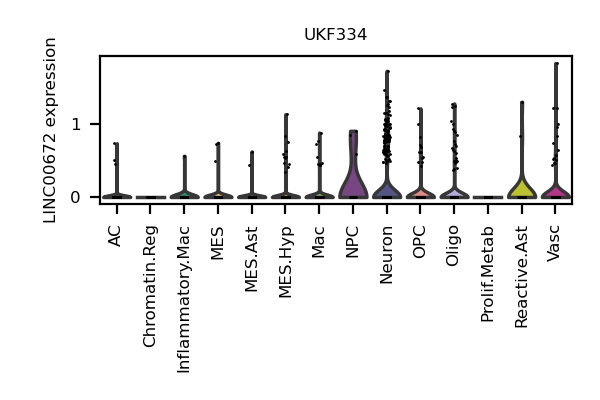 UKF334
LINC00672 expression
1
0
AC
Chromatin.Reg
Inflammatory.Mac
MES
MES.Ast
MES.Hyp
Mac
NPC
Neuron
OPC
Oligo
Prolif.Metab
Reactive.Ast
Vasc